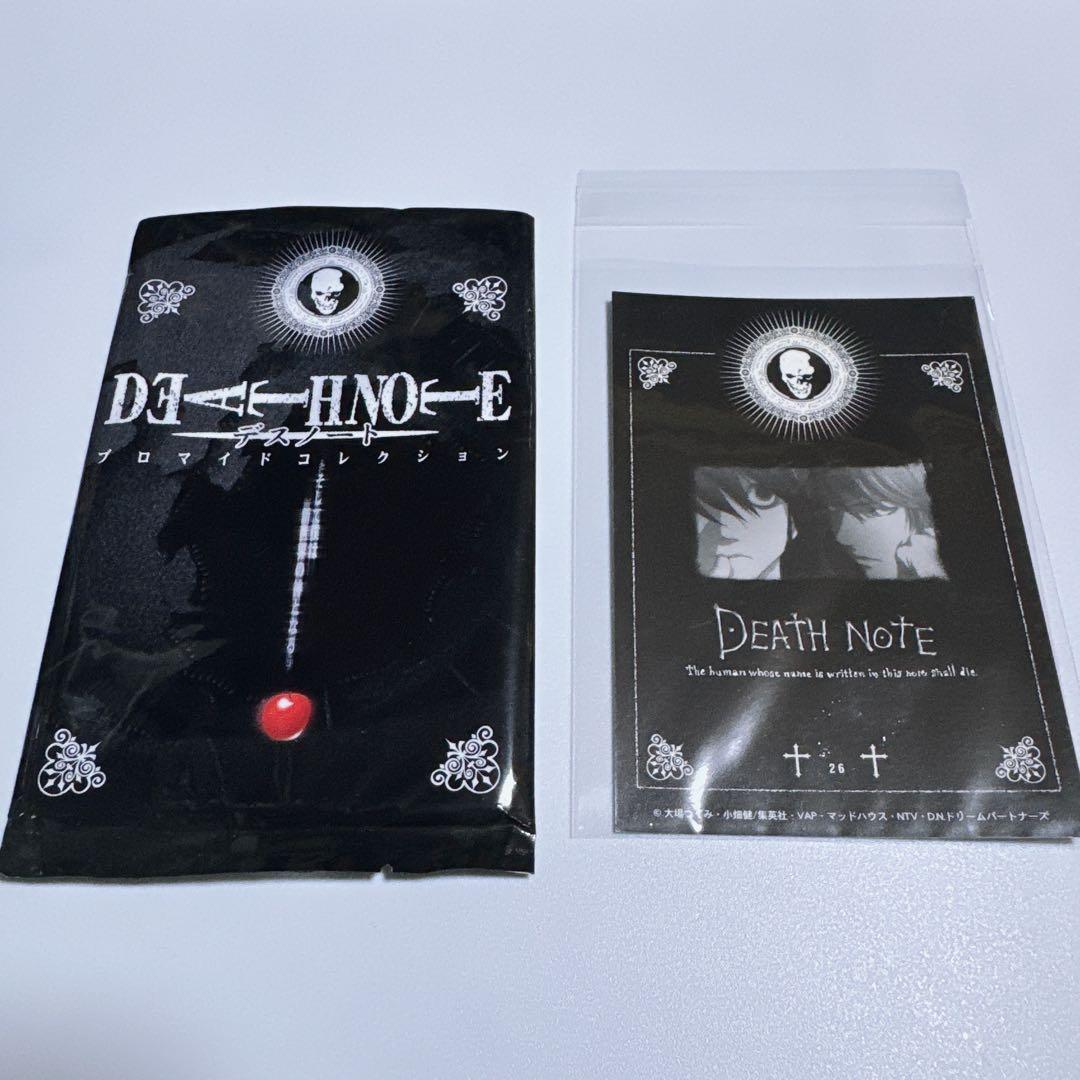 DEATHNOTE
デスノート
ブロマイドコレクション
DEATH NOTE
The human whose name is written in this note shall die.
26
© 大場つぐみ・小畑健/集英社・VAP・マッドハウス・NTV・D.N.ドリームパートナーズ